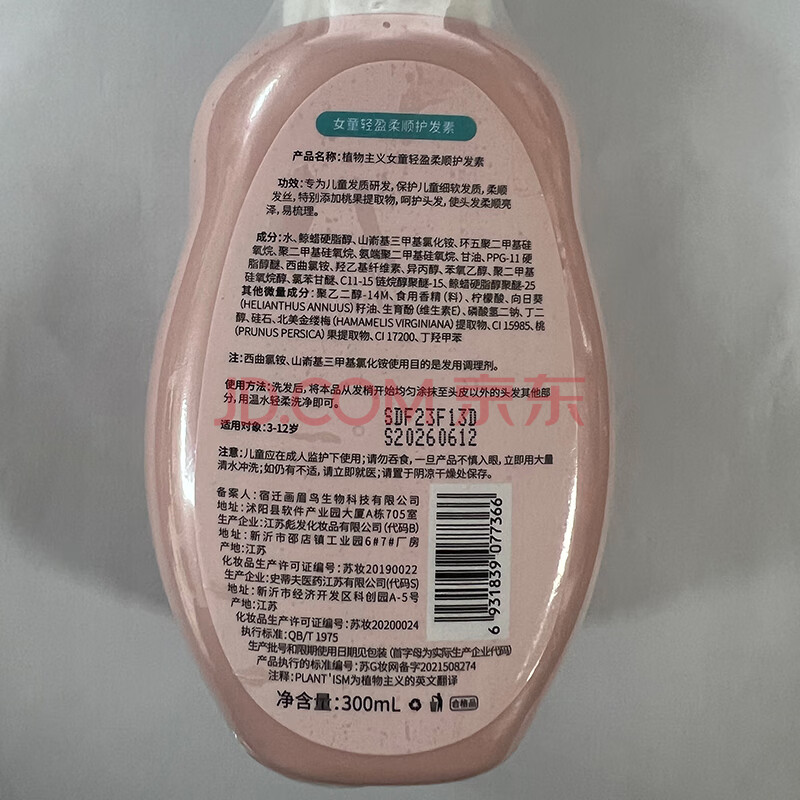 女童轻盈柔顺护发素
产品名称：植物主义女童轻盈柔顺护发素
功效：专为儿童发质研发，保护儿童细软发质，柔顺
发丝，特别添加桃果提取物，呵护头发，使头发柔顺亮
泽，易梳理。
成分：水、鲸蜡硬脂醇、山嵛基三甲基氯化铵、环五聚二甲基硅
氧烷、聚二甲基硅氧烷、氨端聚二甲基硅氧烷、甘油、PPG-11 硬
脂醇醚、西曲氯铵、羟乙基纤维素、异丙醇、苯氧乙醇、聚二甲基
硅氧烷醇、氯苯甘醚、C11-15 链烷醇聚醚-15、鲸蜡硬脂醇聚醚-25
其他微量成分：聚乙二醇-14M、食用香精（料）、柠檬酸、向日葵
（HELIANTHUS ANNUUS）籽油、生育酚（维生素E）、磷酸氢二钠、丁二
醇、硅石、北美金缕梅（HAMAMELIS VIRGINIANA）提取物、CI 15985、桃
（PRUNUS PERSICA）果提取物、CI 17200、丁羟甲苯
注：西曲氯铵、山嵛基三甲基氯化铵使用目的是发用调理剂。
使用方法：洗发后，将本品从发梢开始均匀涂抹至头皮以外的头发其他部
分，用温水轻柔洗净即可。
JD.COM 京东
SDF23F13D
S20260612
适用对象：3-12岁
注意：儿童应在成人监护下使用；请勿吞食，一旦产品不慎入眼，立即用大量
清水冲洗；如仍有不适，请立即就医；请置于阴凉干燥处保存。
备案人：宿迁画眉鸟生物科技有限公司
地址：沭阳县软件产业园大厦A栋705室
生产企业：江苏彪发化妆品有限公司（代码B）
地址：新沂市邵店镇工业园6#7#厂房
产地：江苏
化妆品生产许可证编号：苏妆20190022
生产企业：史蒂夫医药江苏有限公司（代码S）
地址：新沂市经济开发区科创园A-5号
产地：江苏
化妆品生产许可证编号：苏妆20200024
执行标准：QB/T 1975
生产批号和限期使用日期见包装（首字母为实际生产企业代码）
产品执行的标准编号：苏G妆网备字2021508274
注释：PLANT'ISM为植物主义的英文翻译
净含量：300mL
合格品
6 931839 077366